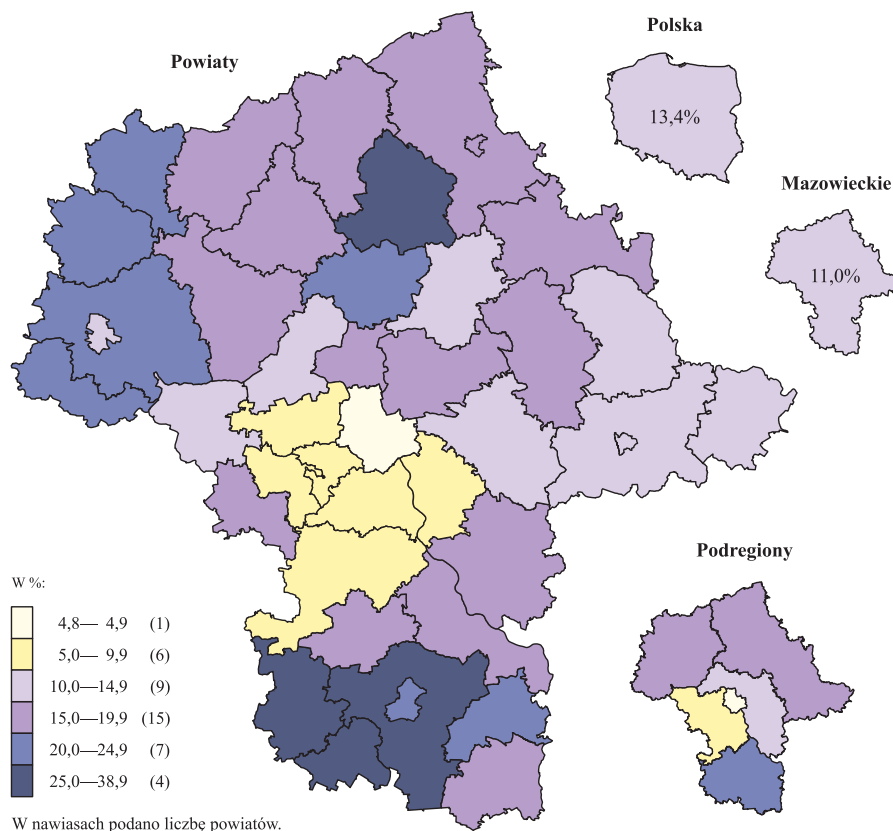 Polska
Powiaty
13,4%
Mazowieckie
11,0%
Podregiony
W %:
4,8— 4,9 (1)
5,0— 9,9 (6)
10,0—14,9 (9)
15,0—19,9 (15)
20,0—24,9 (7)
25,0—38,9 (4)
W nawiasach podano liczbę powiatów.